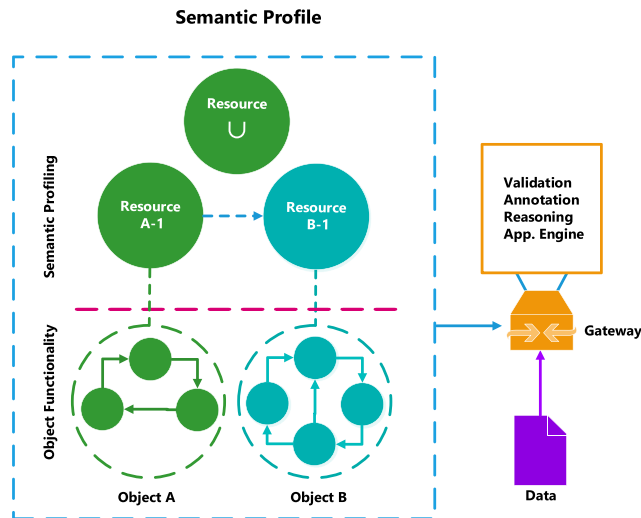 Semantic Profile
Resource
∪
Resource
A-1
Resource
B-1
Semantic Profiling
Object Functionality
Object A
Object B
Validation
Annotation
Reasoning
App. Engine
Gateway
Data